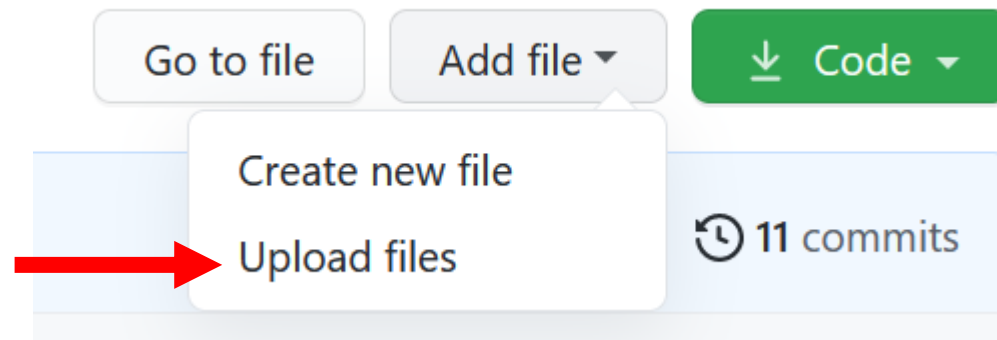 Go to file
Add file
Code
Create new file
Upload files
11 commits